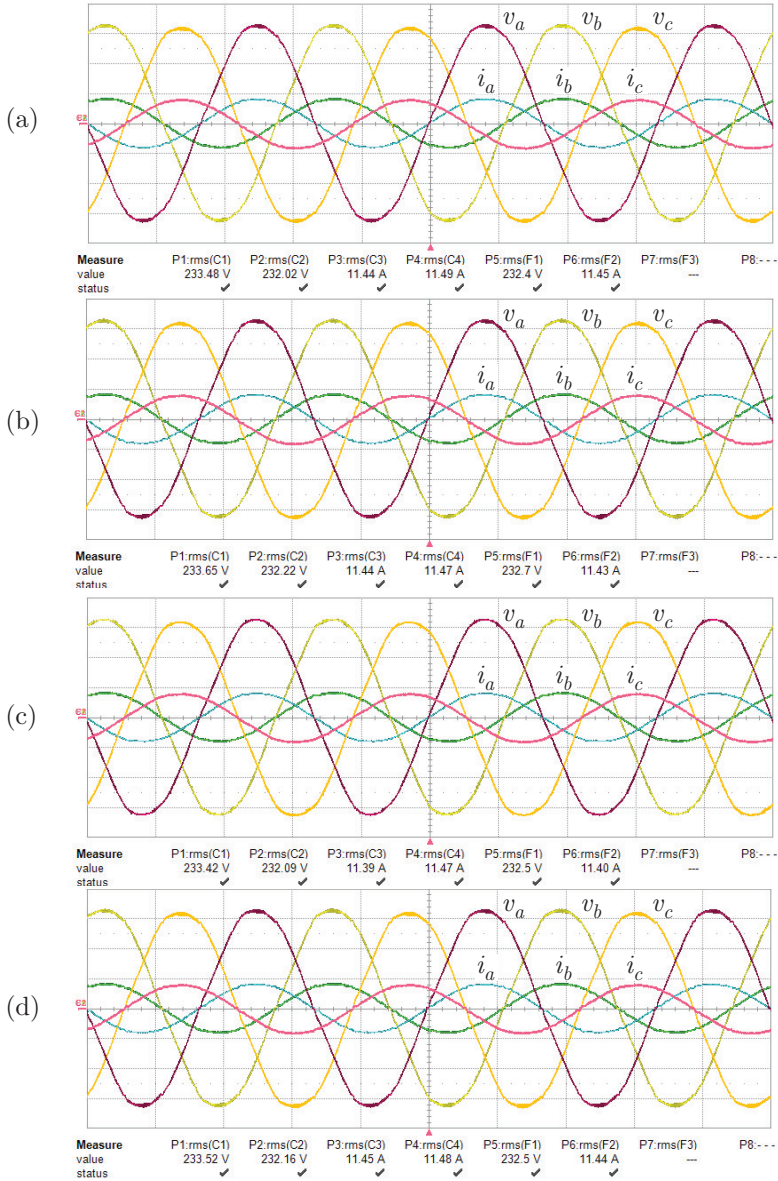 v_a v_b v_c
i_a i_b i_c
(a)
Measure P1:rms(C1) P2:rms(C2) P3:rms(C3) P4:rms(C4) P5:rms(F1) P6:rms(F2) P7:rms(F3) P8:- - -
value 233.48 V 232.02 V 11.44 A 11.49 A 232.4 V 11.45 A ---
status ✔ ✔ ✔ ✔ ✔ ✔
v_a v_b v_c
i_a i_b i_c
(b)
Measure P1:rms(C1) P2:rms(C2) P3:rms(C3) P4:rms(C4) P5:rms(F1) P6:rms(F2) P7:rms(F3) P8:- - -
value 233.65 V 232.22 V 11.44 A 11.47 A 232.7 V 11.43 A ---
status ✔ ✔ ✔ ✔ ✔ ✔
v_a v_b v_c
i_a i_b i_c
(c)
Measure P1:rms(C1) P2:rms(C2) P3:rms(C3) P4:rms(C4) P5:rms(F1) P6:rms(F2) P7:rms(F3) P8:- - -
value 233.42 V 232.09 V 11.39 A 11.47 A 232.5 V 11.40 A ---
status ✔ ✔ ✔ ✔ ✔ ✔
v_a v_b v_c
i_a i_b i_c
(d)
Measure P1:rms(C1) P2:rms(C2) P3:rms(C3) P4:rms(C4) P5:rms(F1) P6:rms(F2) P7:rms(F3) P8:- - -
value 233.52 V 232.16 V 11.45 A 11.48 A 232.5 V 11.44 A ---
status ✔ ✔ ✔ ✔ ✔ ✔